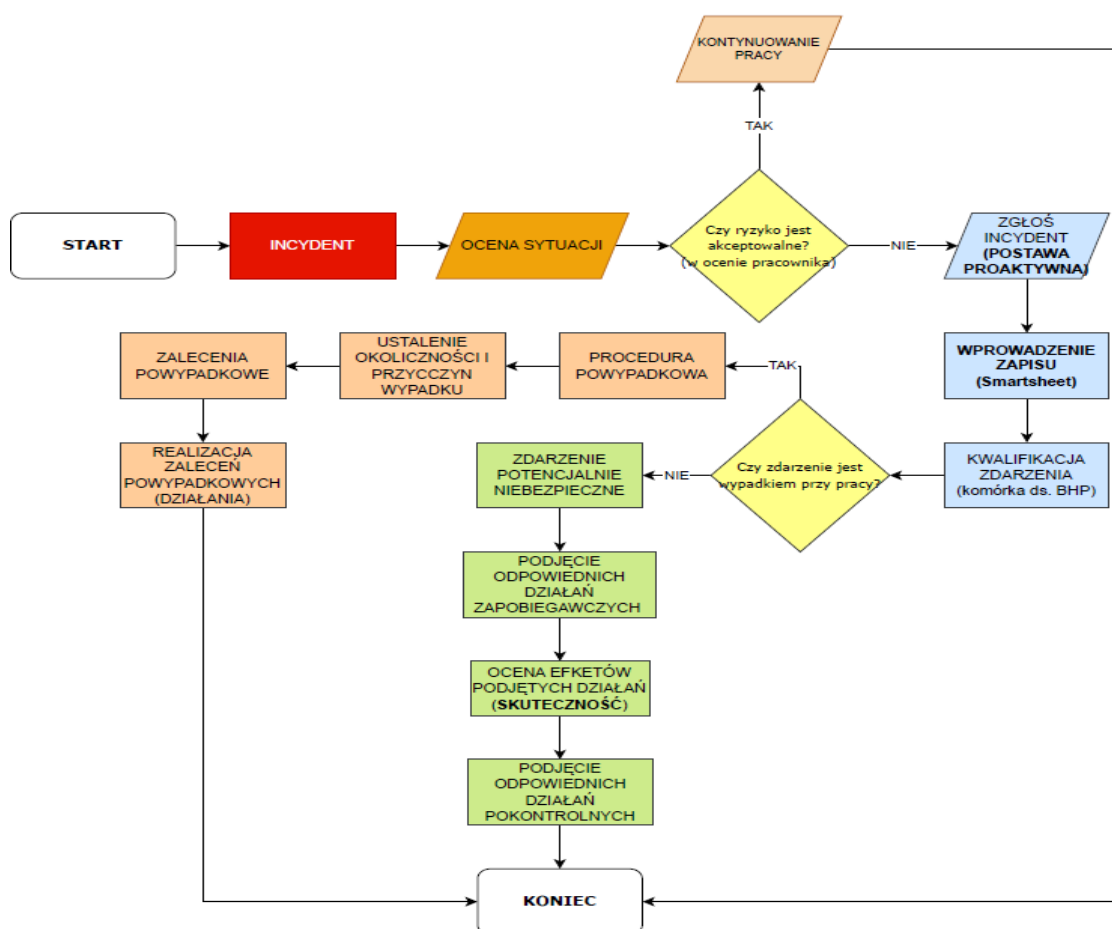 KONTYNUOWANIE
PRACY
TAK
START
INCYDENT
OCENA SYTUACJI
Czy ryzyko jest
akceptowalne?
(w ocenie pracownika)
NIE
ZGŁOŚ
INCYDENT
(POSTAWA
PROAKTYWNA)
WPROWADZENIE
ZAPISU
(Smartsheet)
KWALIFIKACJA
ZDARZENIA
(komórka ds. BHP)
Czy zdarzenie jest
wypadkiem przy pracy?
TAK
PROCEDURA
POWYPADKOWA
USTALENIE
OKOLICZNOŚCI I
PRZYCCZYN
WYPADKU
ZALECENIA
POWYPADKOWE
REALIZACJA
ZALECEŃ
POWYPADKOWYCH
(DZIAŁANIA)
NIE
ZDARZENIE
POTENCJALNIE
NIEBEZPIECZNE
PODJĘCIE
ODPOWIEDNICH
DZIAŁAŃ
ZAPOBIEGAWCZYCH
OCENA EFKETÓW
PODJĘTYCH DZIAŁAŃ
(SKUTECZNOŚĆ)
PODJĘCIE
ODPOWIEDNICH
DZIAŁAŃ
POKONTROLNYCH
KONIEC